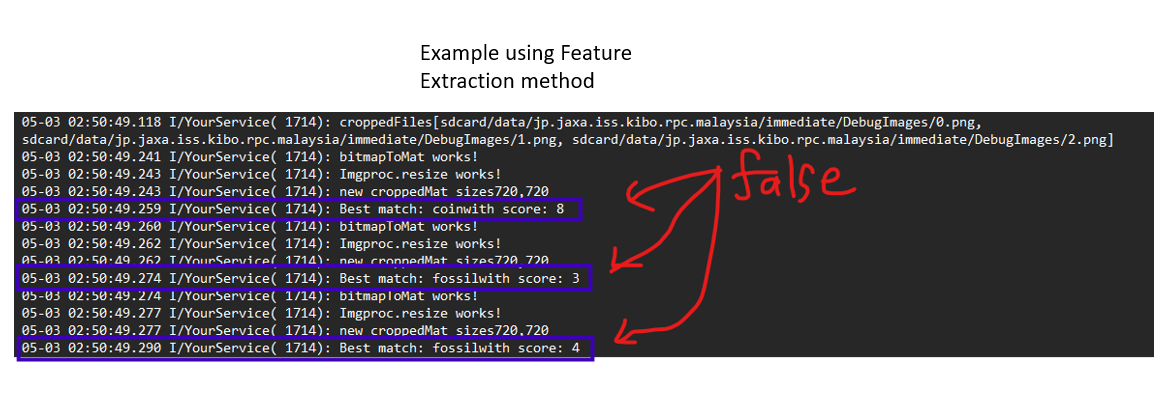 Example using Feature
Extraction method
05-03 02:50:49.118 I/YourService( 1714): croppedFiles[sdcard/data/jp.jaxa.iss.kibo.rpc.malaysia/immediate/DebugImages/0.png,
sdcard/data/jp.jaxa.iss.kibo.rpc.malaysia/immediate/DebugImages/1.png, sdcard/data/jp.jaxa.iss.kibo.rpc.malaysia/immediate/DebugImages/2.png]
05-03 02:50:49.241 I/YourService( 1714): bitmapToMat works!
05-03 02:50:49.243 I/YourService( 1714): Imgproc.resize works!
05-03 02:50:49.243 I/YourService( 1714): new croppedMat sizes720,720
false
05-03 02:50:49.259 I/YourService( 1714): Best match: coinwith score: 8
05-03 02:50:49.260 I/YourService( 1714): bitmapToMat works!
05-03 02:50:49.262 I/YourService( 1714): Imgproc.resize works!
05-03 02:50:49.262 I/YourService( 1714): new croppedMat sizes720,720
05-03 02:50:49.274 I/YourService( 1714): Best match: fossilwith score: 3
05-03 02:50:49.274 I/YourService( 1714): bitmapToMat works!
05-03 02:50:49.277 I/YourService( 1714): Imgproc.resize works!
05-03 02:50:49.277 I/YourService( 1714): new croppedMat sizes720,720
05-03 02:50:49.290 I/YourService( 1714): Best match: fossilwith score: 4